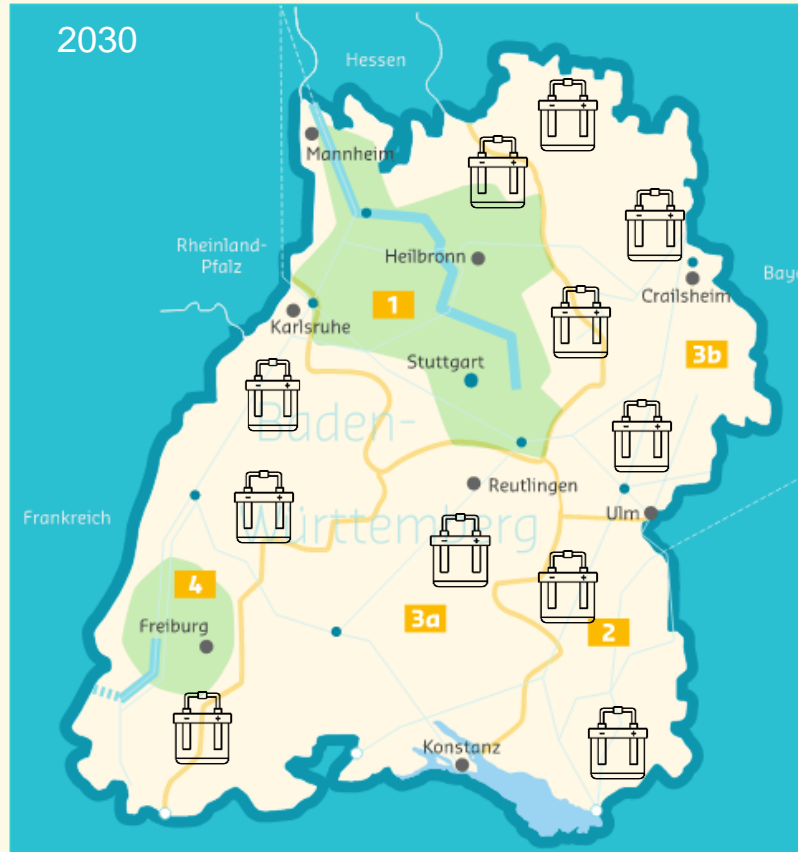 2030
Hessen
Mannheim
Rheinland-
Pfalz
Heilbronn
Crailsheim
Baye
1
Karlsruhe
3b
Stuttgart
Baden-
Württemberg
Reutlingen
Ulm
Frankreich
4
Freiburg
3a
2
Konstanz